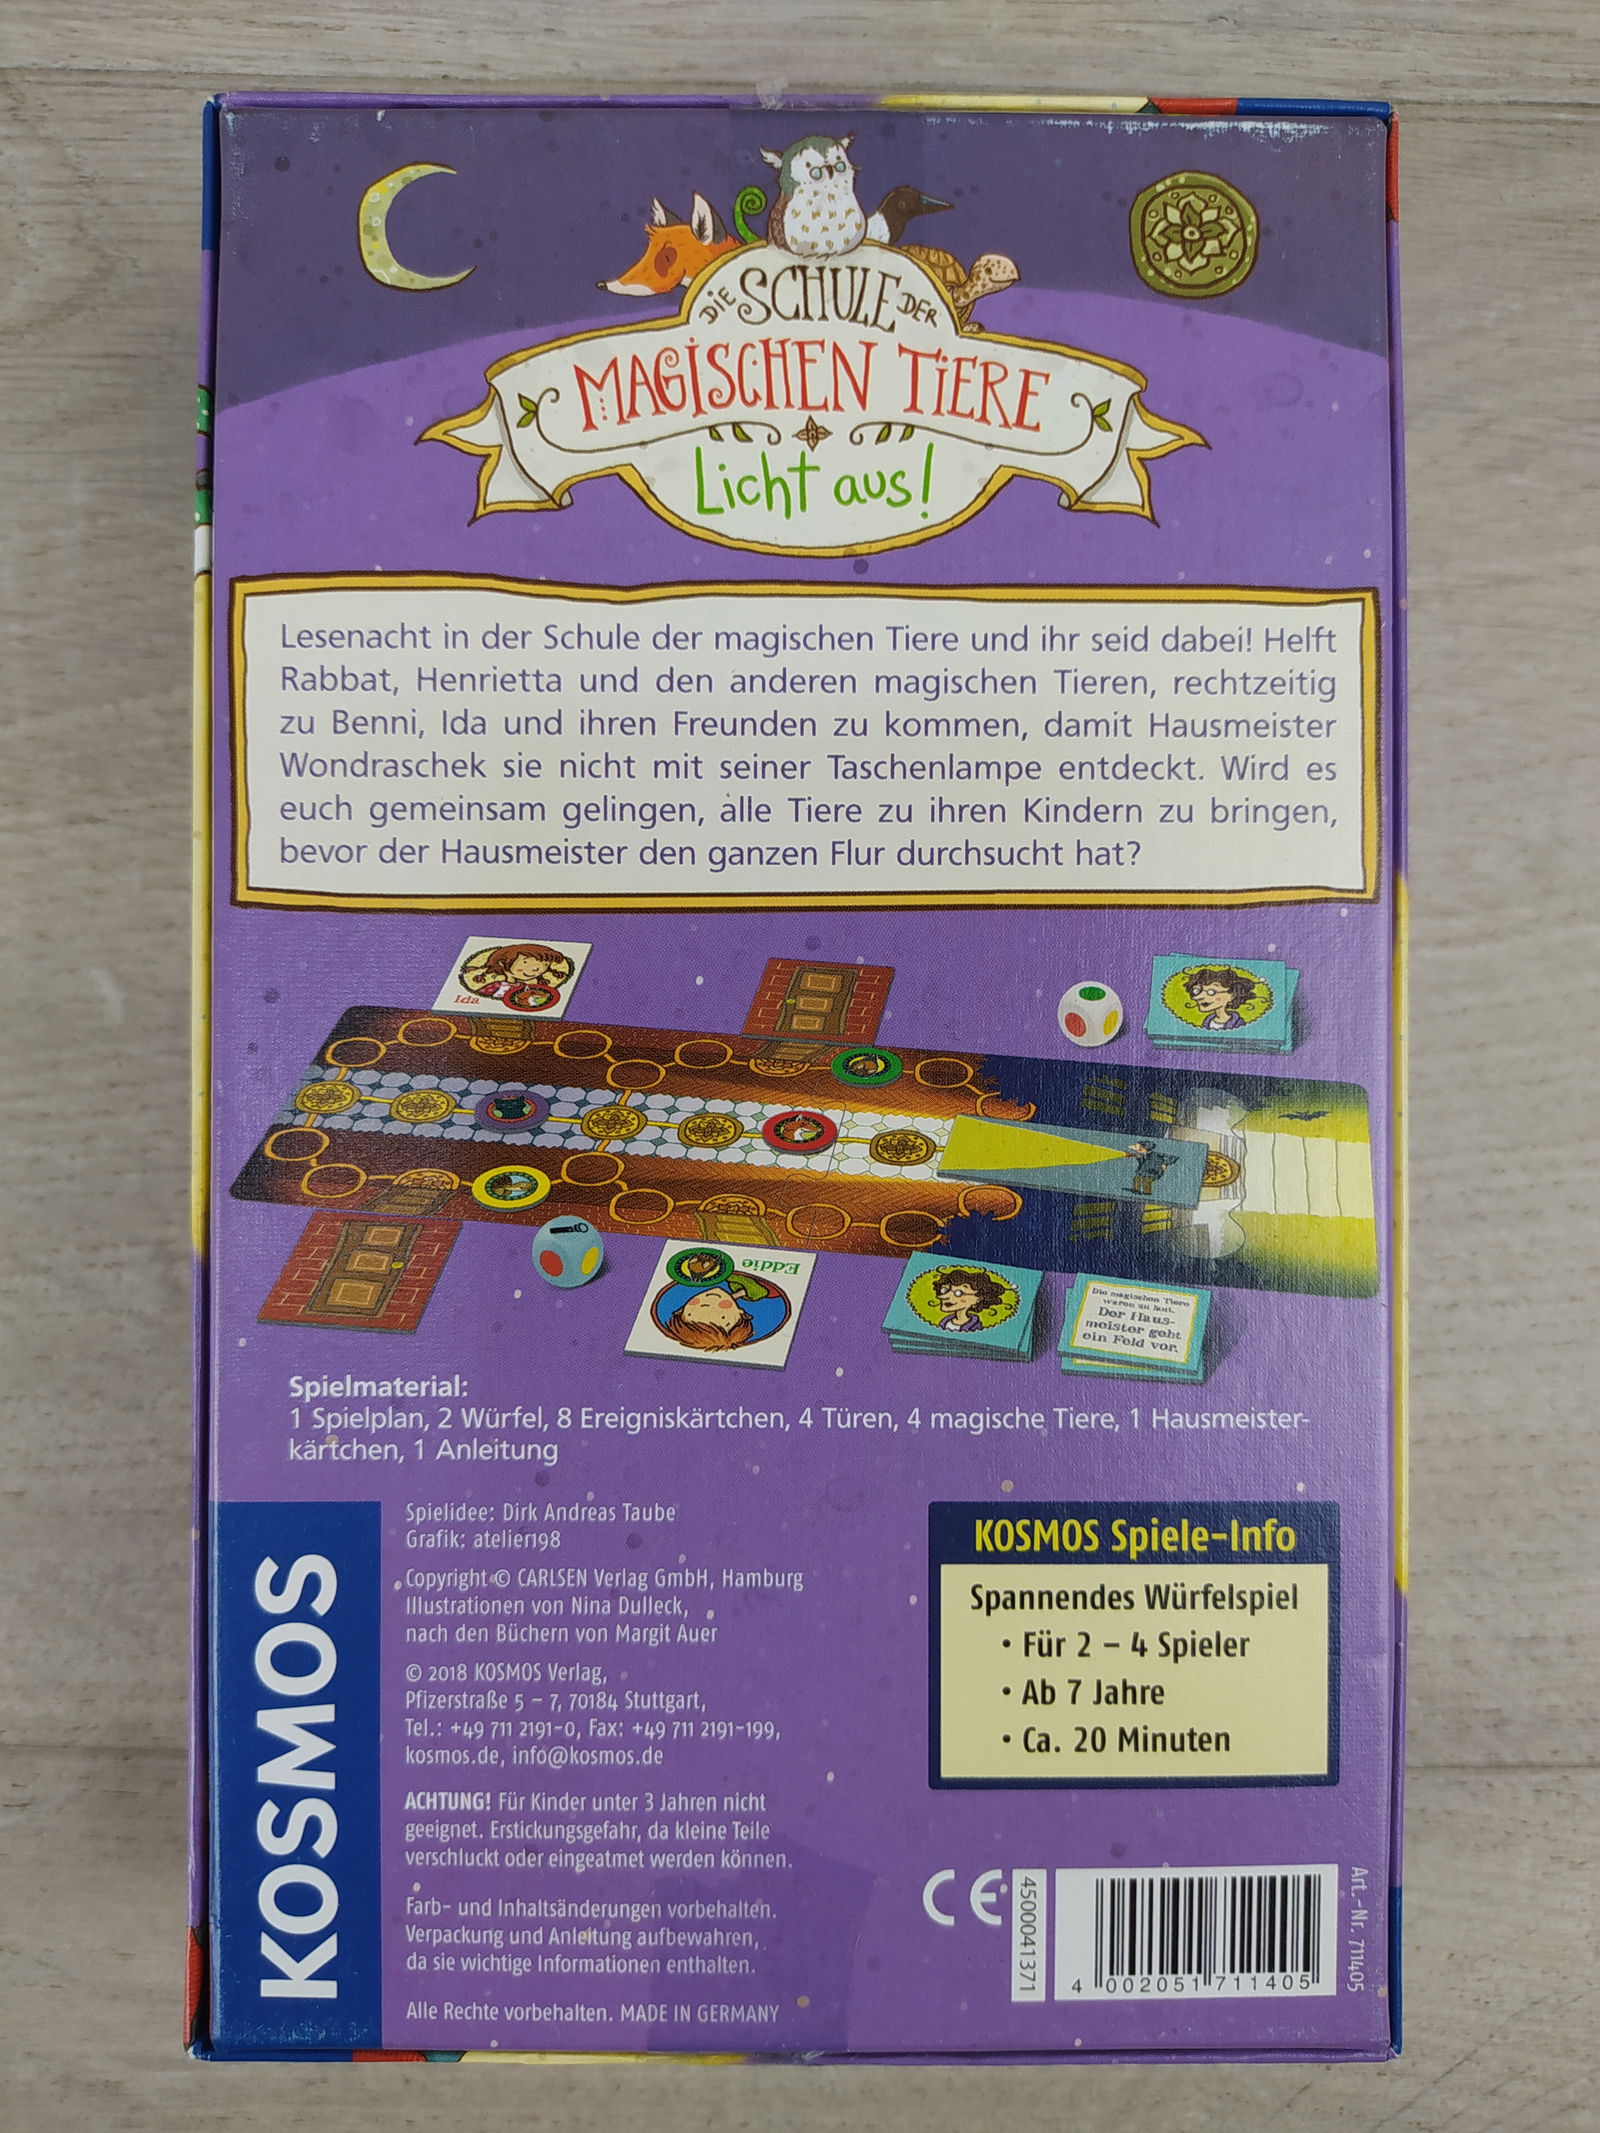 DIE SCHULE DER
MAGISCHEN TIERE
Licht aus!
Lesenacht in der Schule der magischen Tiere und ihr seid dabei! Helft
Rabbat, Henrietta und den anderen magischen Tieren, rechtzeitig
zu Benni, Ida und ihren Freunden zu kommen, damit Hausmeister
Wondraschek sie nicht mit seiner Taschenlampe entdeckt. Wird es
euch gemeinsam gelingen, alle Tiere zu ihren Kindern zu bringen,
bevor der Hausmeister den ganzen Flur durchsucht hat?
Ida
Eddie
Die magischen Tiere
waren zu laut.
Der Haus-
meister geht
ein Feld vor.
Spielmaterial:
1 Spielplan, 2 Würfel, 8 Ereigniskärtchen, 4 Türen, 4 magische Tiere, 1 Hausmeister-
kärtchen, 1 Anleitung
KOSMOS
Spielidee: Dirk Andreas Taube
Grafik: atelier198
Copyright © CARLSEN Verlag GmbH, Hamburg
Illustrationen von Nina Dulleck,
nach den Büchern von Margit Auer
© 2018 KOSMOS Verlag,
Pfizerstraße 5 – 7, 70184 Stuttgart,
Tel.: +49 711 2191-0, Fax: +49 711 2191-199,
kosmos.de, info@kosmos.de
ACHTUNG! Für Kinder unter 3 Jahren nicht
geeignet. Erstickungsgefahr, da kleine Teile
verschluckt oder eingeatmet werden können.
Farb- und Inhaltsänderungen vorbehalten.
Verpackung und Anleitung aufbewahren,
da sie wichtige Informationen enthalten.
Alle Rechte vorbehalten. MADE IN GERMANY
KOSMOS Spiele-Info
Spannendes Würfelspiel
• Für 2 – 4 Spieler
• Ab 7 Jahre
• Ca. 20 Minuten
CE
4500041371
4 002051 711405
Art.-Nr. 711405